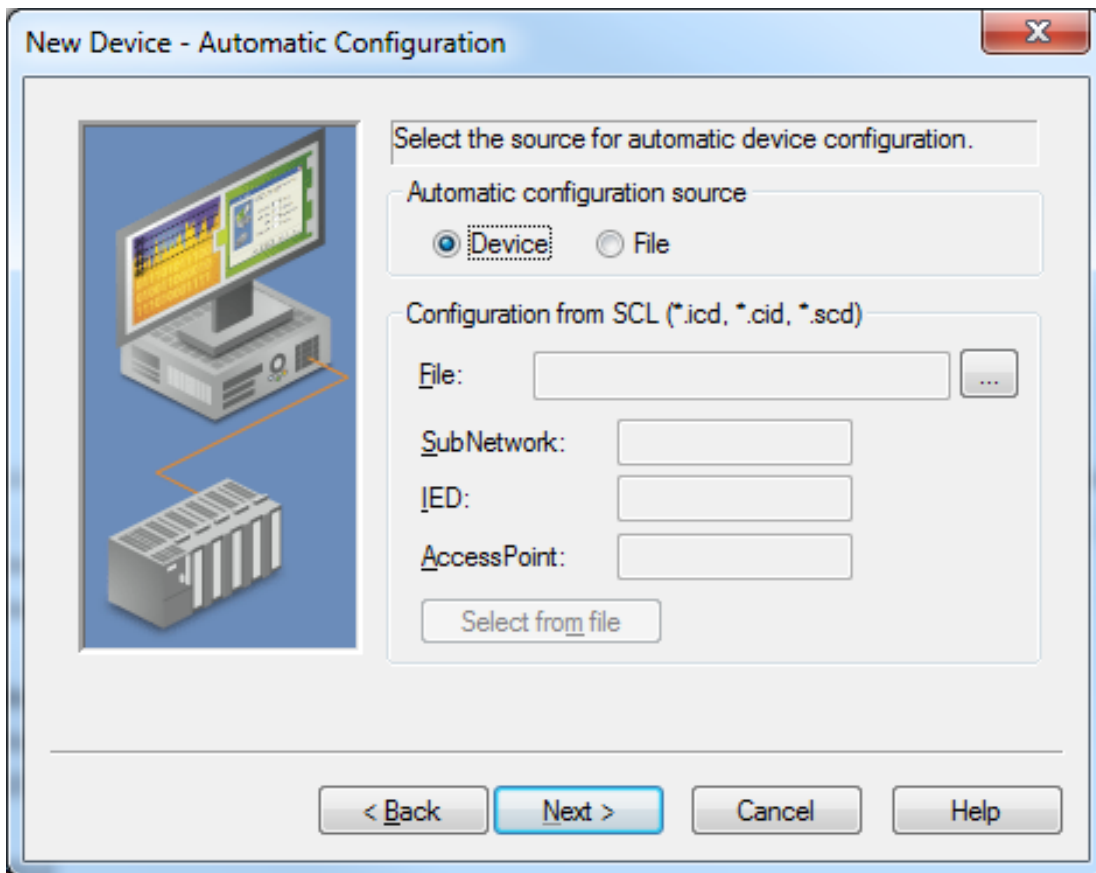 New Device - Automatic Configuration
X
Select the source for automatic device configuration.
Automatic configuration source
Device File
Configuration from SCL (*.icd, *.cid, *.scd)
File: ...
SubNetwork:
IED:
AccessPoint:
Select from file
< Back Next > Cancel Help